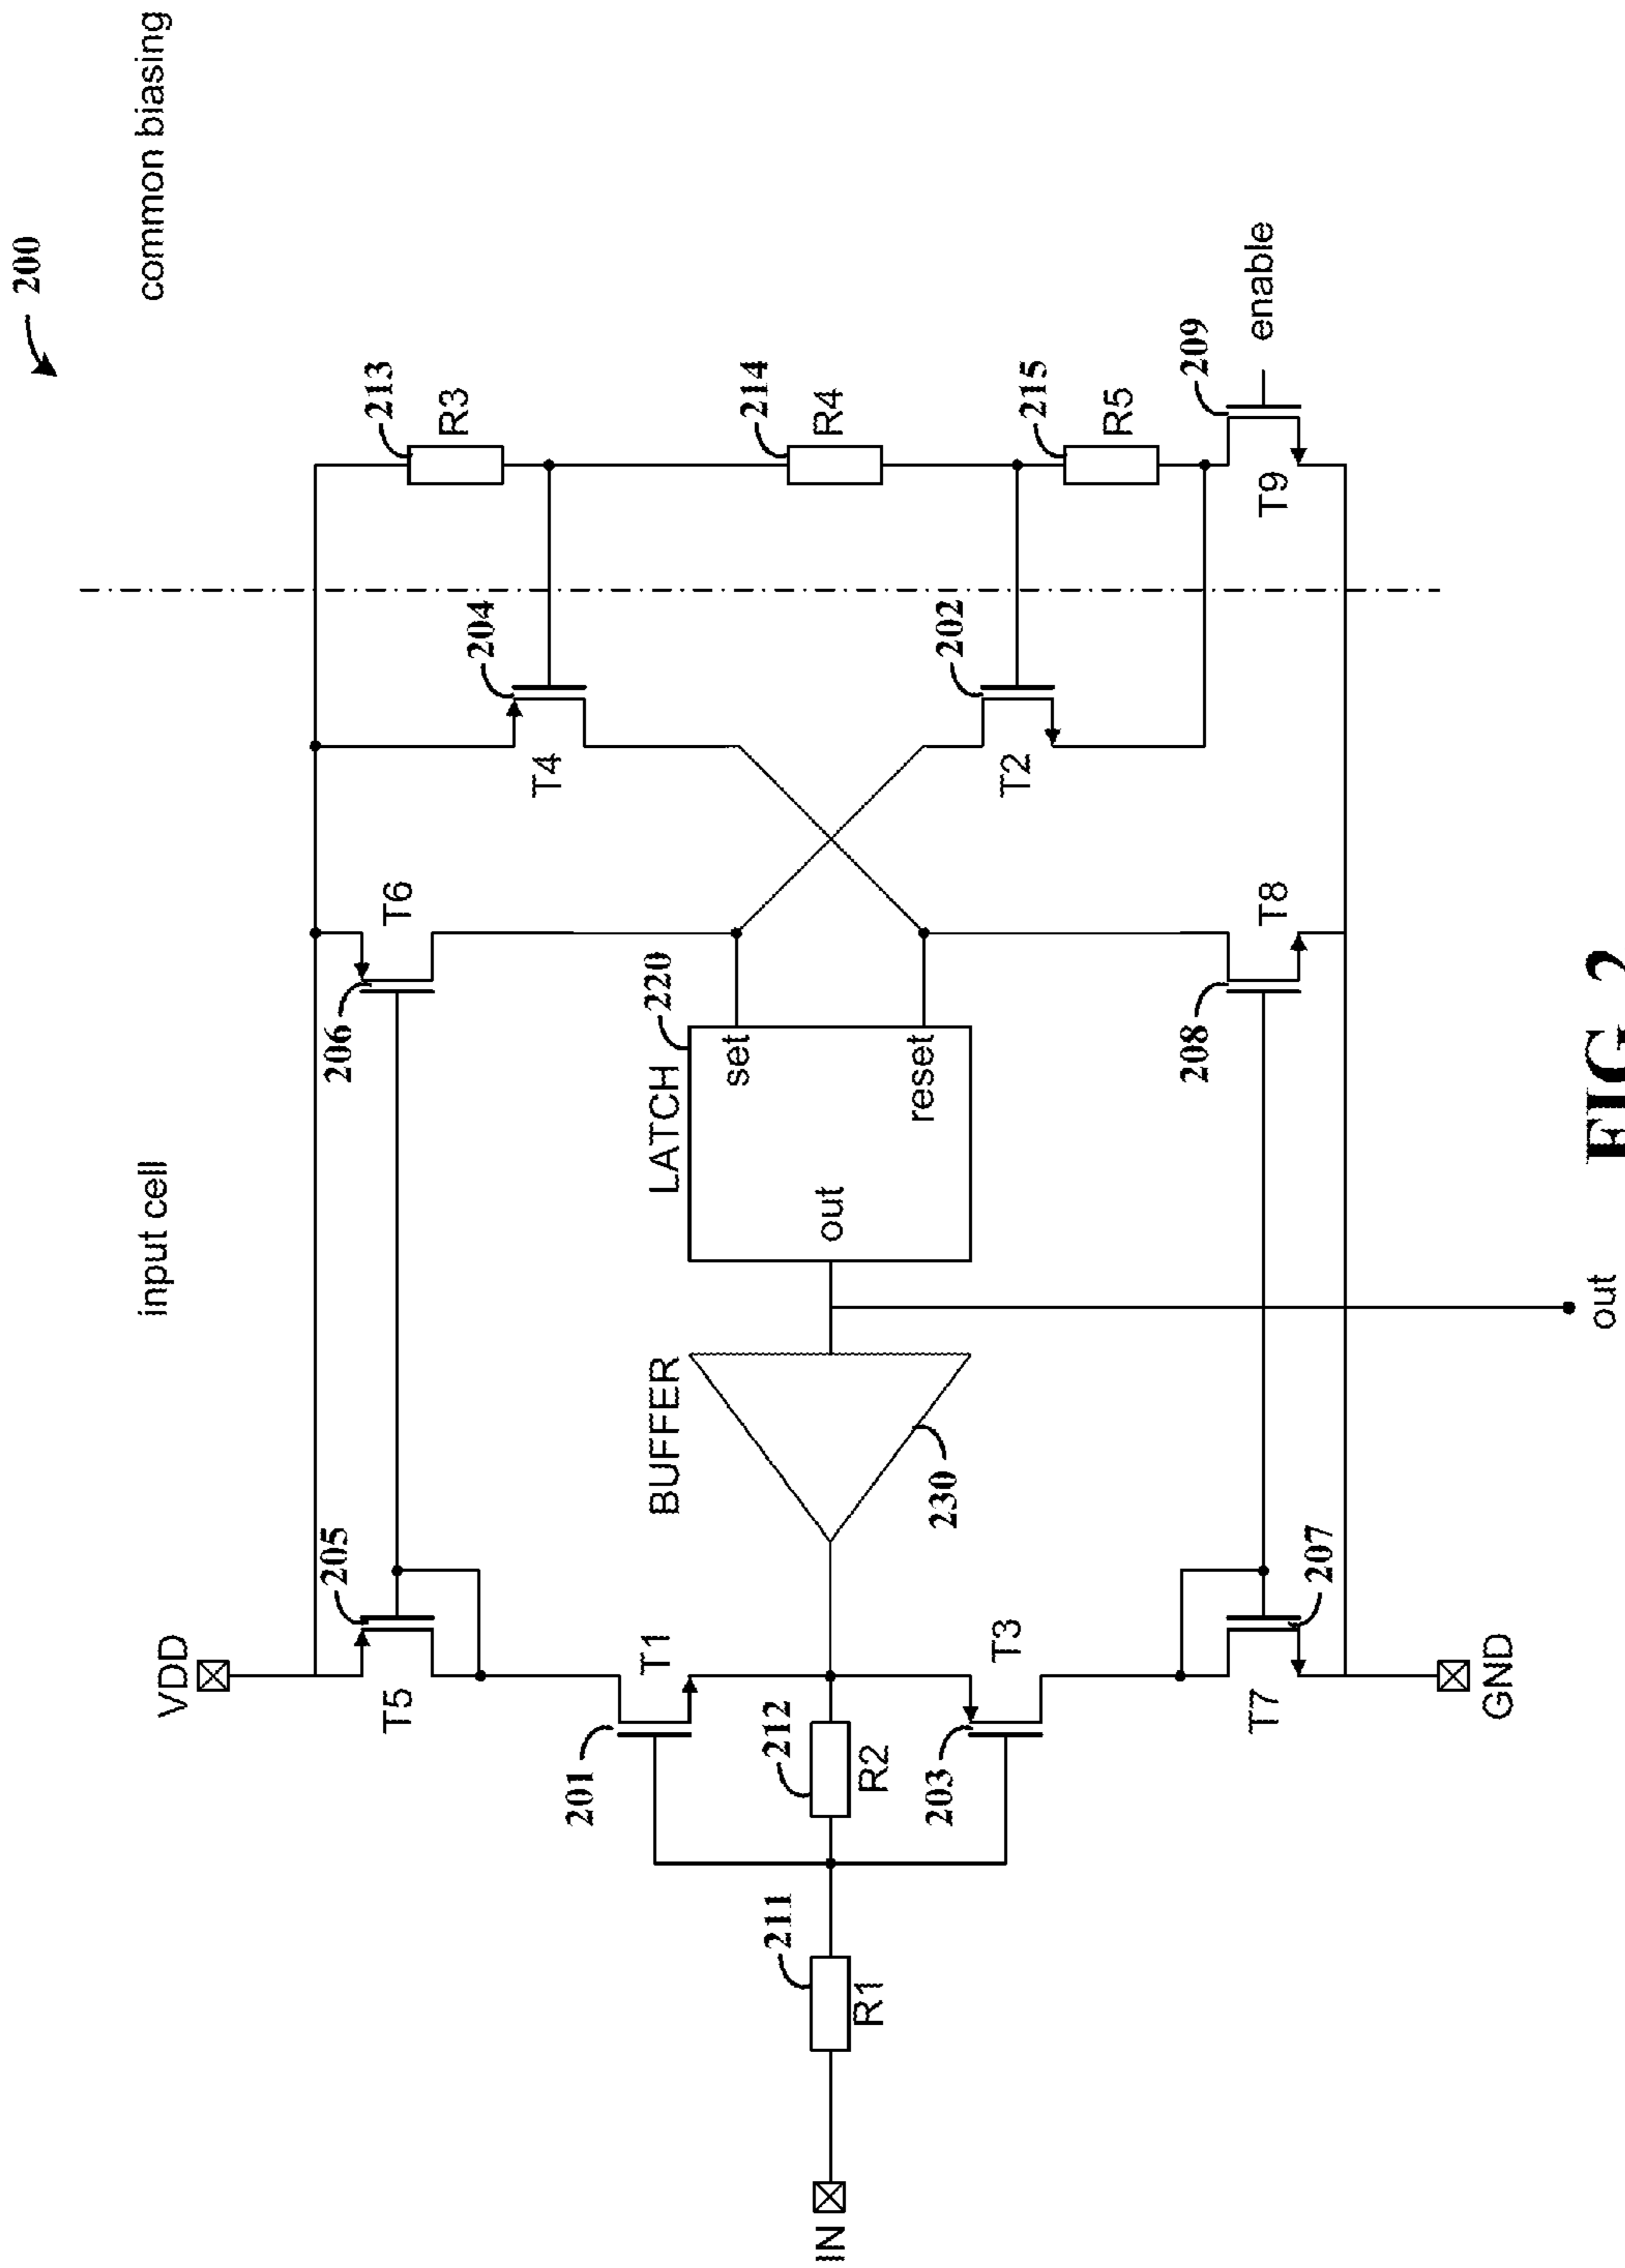 200
input cell
common biasing
VDD
205
T5
206
T6
204
T4
213
R3
201
T1
BUFFER
LATCH
220
set
out
reset
214
R4
IN
211
R1
212
R2
230
203
T3
202
T2
215
R5
207
T7
208
T8
209
T9
enable
GND
out
FIG 2